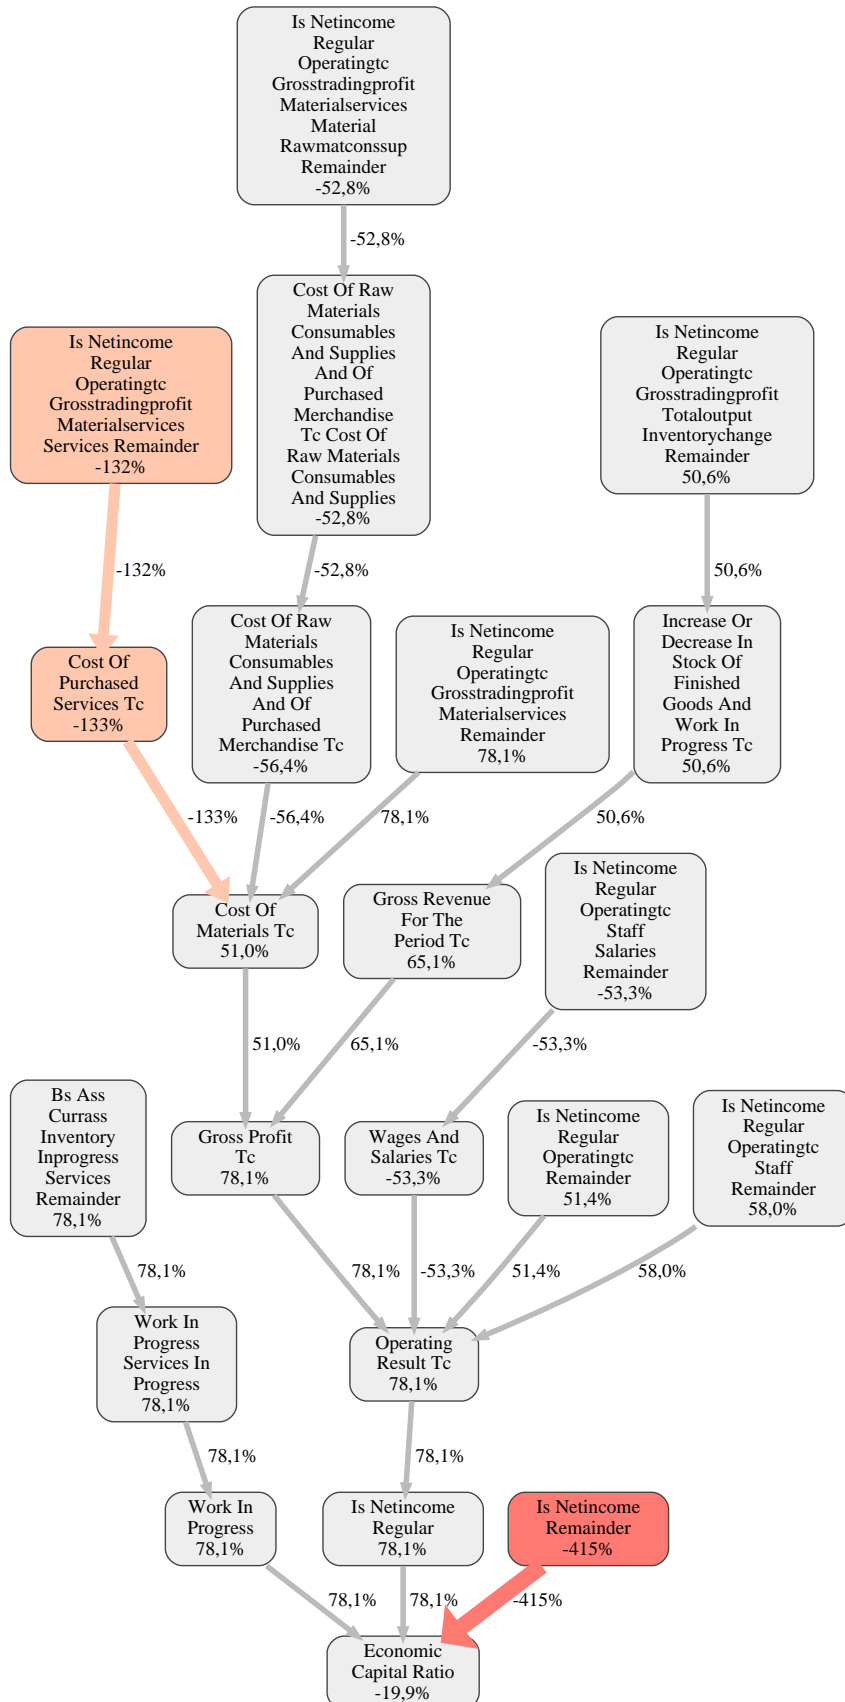 Is Netincome
Regular
Operatingtc
Grosstradingprofit
Materialservices
Material
Rawmatconssup
Remainder
-52,8%
-52,8%
Cost Of Raw
Materials
Consumables
And Supplies
And Of
Purchased
Merchandise
Tc Cost Of
Raw Materials
Consumables
And Supplies
-52,8%
Is Netincome
Regular
Operatingtc
Grosstradingprofit
Materialservices
Services Remainder
-132%
Is Netincome
Regular
Operatingtc
Grosstradingprofit
Totaloutput
Inventorychange
Remainder
50,6%
-132%
-52,8%
50,6%
Cost Of
Purchased
Services Tc
-133%
Cost Of Raw
Materials
Consumables
And Supplies
And Of
Purchased
Merchandise Tc
-56,4%
Is Netincome
Regular
Operatingtc
Grosstradingprofit
Materialservices
Remainder
78,1%
Increase Or
Decrease In
Stock Of
Finished
Goods And
Work In
Progress Tc
50,6%
-133%
-56,4%
78,1%
50,6%
Cost Of
Materials Tc
51,0%
Gross Revenue
For The
Period Tc
65,1%
Is Netincome
Regular
Operatingtc
Staff
Salaries
Remainder
-53,3%
51,0%
65,1%
-53,3%
Bs Ass
Currass
Inventory
Inprogress
Services
Remainder
78,1%
Gross Profit
Tc
78,1%
Wages And
Salaries Tc
-53,3%
Is Netincome
Regular
Operatingtc
Remainder
51,4%
Is Netincome
Regular
Operatingtc
Staff
Remainder
58,0%
78,1%
78,1%
-53,3%
51,4%
58,0%
Work In
Progress
Services In
Progress
78,1%
Operating
Result Tc
78,1%
78,1%
78,1%
Work In
Progress
78,1%
Is Netincome
Regular
78,1%
Is Netincome
Remainder
-415%
78,1%
78,1%
-415%
Economic
Capital Ratio
-19,9%